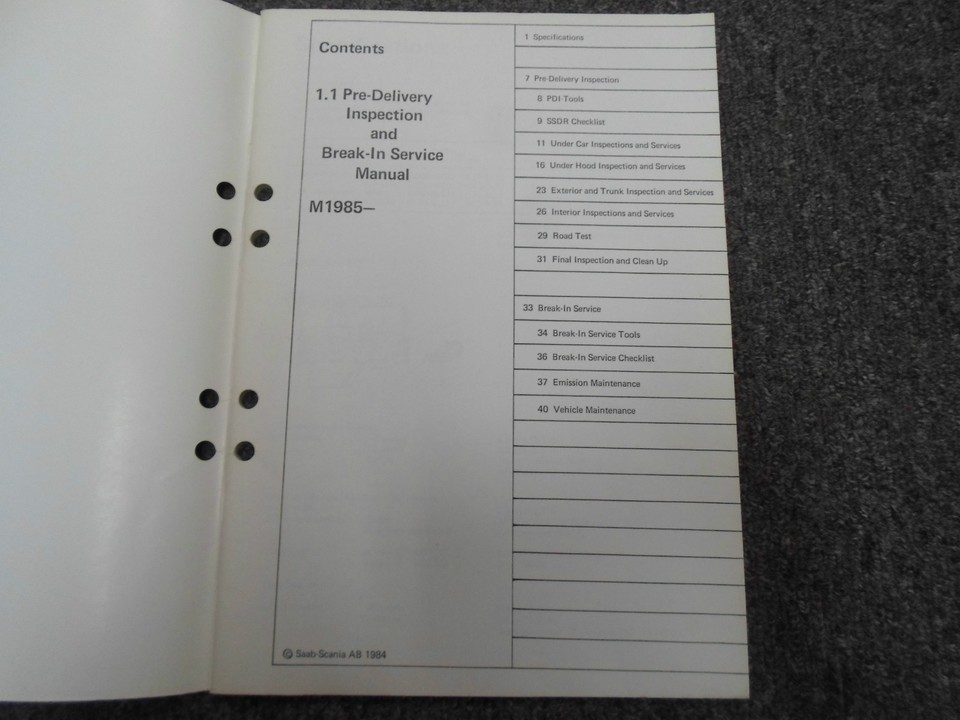 Contents
1.1 Pre-Delivery
Inspection
and
Break-In Service
Manual
M1985—
© Saab-Scania AB 1984
1 Specifications
7 Pre-Delivery Inspection
8 PDI-Tools
9 SSDR Checklist
11 Under Car Inspections and Services
16 Under Hood Inspection and Services
23 Exterior and Trunk Inspection and Services
26 Interior Inspections and Services
29 Road Test
31 Final Inspection and Clean Up
33 Break-In Service
34 Break-In Service Tools
36 Break-In Service Checklist
37 Emission Maintenance
40 Vehicle Maintenance